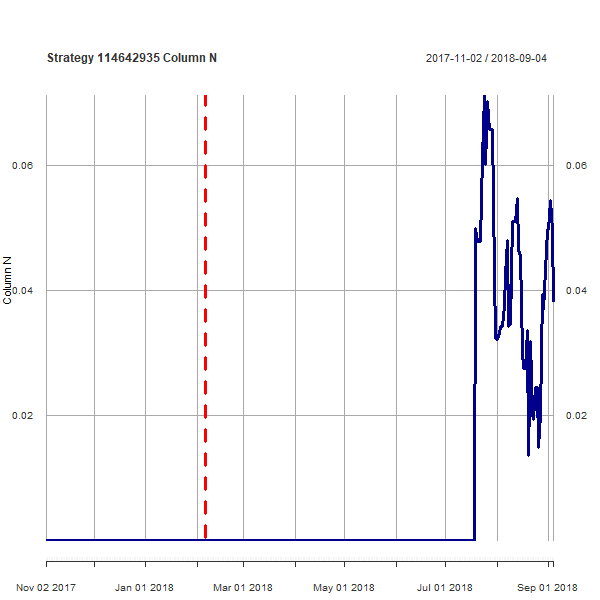 Strategy 114642935 Column N
2017-11-02 / 2018-09-04
0.06
0.06
Column N
0.04
0.04
0.02
0.02
Nov 02 2017
Jan 01 2018
Mar 01 2018
May 01 2018
Jul 01 2018
Sep 01 2018